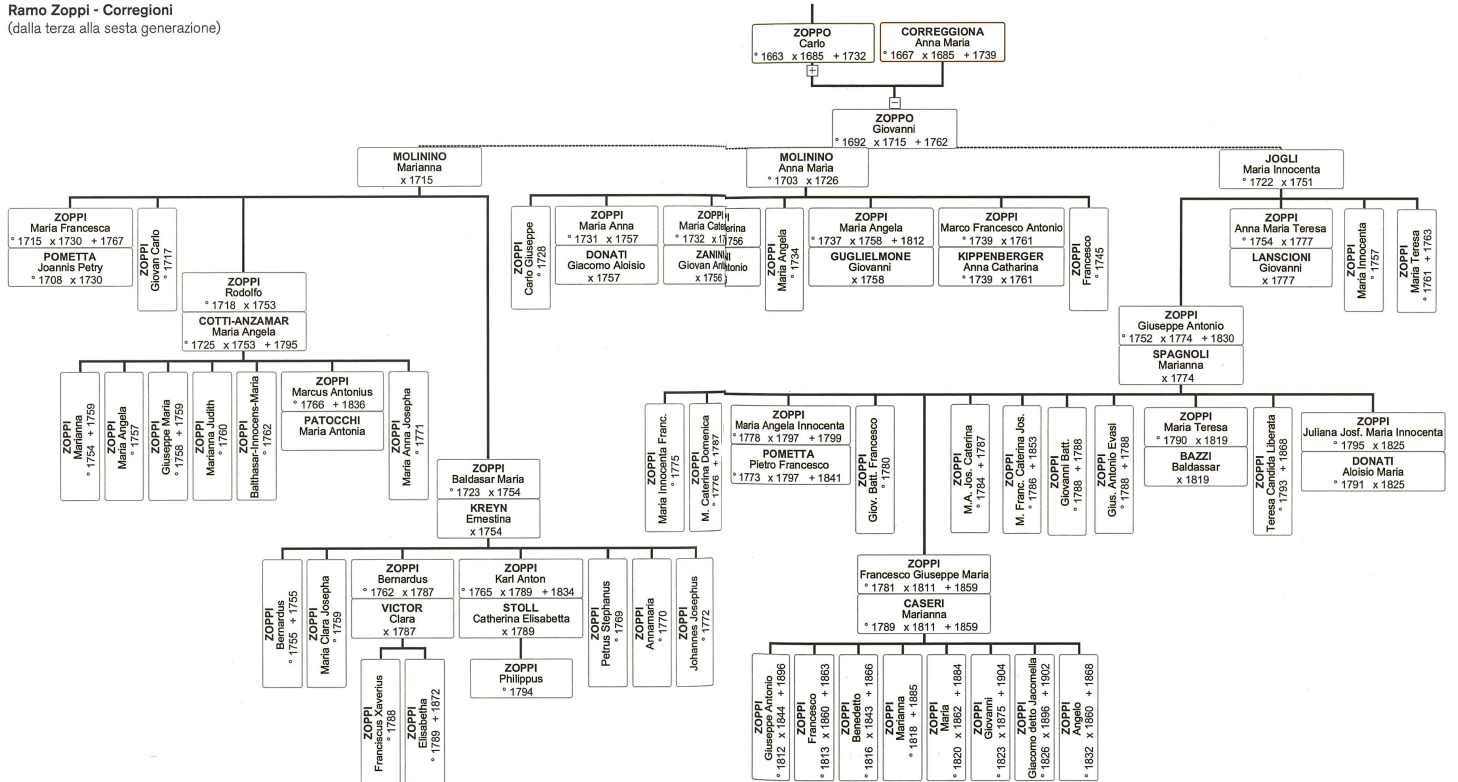 Ramo Zoppi - Corregioni
(dalla terza alla sesta generazione)
ZOPPO
Carlo
° 1663 x 1685 + 1732
CORREGGIONA
Anna Maria
° 1667 x 1685 + 1739
ZOPPO
Giovanni
° 1692 x 1715 + 1762
MOLININO
Marianna
x 1715
MOLININO
Anna Maria
° 1703 x 1726
JOGLI
Maria Innocenta
° 1722 x 1751
ZOPPI
Maria Francesca
° 1715 x 1730 + 1767
POMETTA
Joannis Petry
° 1708 x 1730
ZOPPI
Giovan Carlo
° 1717
ZOPPI
Rodolfo
° 1718 x 1753
COTTI-ANZAMAR
Maria Angela
° 1725 x 1753 + 1795
ZOPPI
Carlo Giuseppe
° 1728
ZOPPI
Maria Anna
° 1731 x 1757
DONATI
Giacomo Aloisio
x 1757
ZOPPI
Maria Caterina
° 1732 x 1756
ZANINI
Giovan Antonio
x 1756
ZOPPI
Maria Angela
° 1734
ZOPPI
Maria Angela
° 1737 x 1758 + 1812
GUGLIELMONE
Giovanni
x 1758
ZOPPI
Marco Francesco Antonio
° 1739 x 1761
KIPPENBERGER
Anna Catharina
° 1739 x 1761
ZOPPI
Francesco
° 1745
ZOPPI
Anna Maria Teresa
° 1754 x 1777
LANSCIONI
Giovanni
x 1777
ZOPPI
Maria Innocenta
° 1757
ZOPPI
Maria Teresa
° 1761 + 1763
ZOPPI
Giuseppe Antonio
° 1752 x 1774 + 1830
SPAGNOLI
Marianna
x 1774
ZOPPI
Marianna
° 1754 + 1759
ZOPPI
Maria Angela
° 1757
ZOPPI
Giuseppe Maria
° 1758 + 1759
ZOPPI
Marianna Judith
° 1760
ZOPPI
Balthasar-Innocens-Maria
° 1762
ZOPPI
Marcus Antonius
° 1766 + 1836
PATOCCHI
Maria Antonia
ZOPPI
Maria Anna Josepha
° 1771
ZOPPI
Baldasar Maria
° 1723 x 1754
KREYN
Ernestina
x 1754
ZOPPI
Maria Innocenta Franc.
° 1775
ZOPPI
M. Caterina Domenica
° 1776 + 1787
ZOPPI
Maria Angela Innocenta
° 1778 x 1797 + 1799
POMETTA
Pietro Francesco
° 1773 x 1797 + 1841
ZOPPI
Giov. Batt. Francesco
° 1780
ZOPPI
M.A. Jos. Caterina
° 1784 + 1787
ZOPPI
M. Franc. Caterina Jos.
° 1786 + 1853
ZOPPI
Giovanni Batt.
° 1788 + 1788
ZOPPI
Gius. Antonio Evasi
° 1788 + 1788
ZOPPI
Maria Teresa
° 1790 x 1819
BAZZI
Baldassar
x 1819
ZOPPI
Teresa Candida Liberata
° 1793 + 1868
ZOPPI
Juliana Josf. Maria Innocenta
° 1795 x 1825
DONATI
Aloisio Maria
° 1791 x 1825
ZOPPI
Bernardus
° 1755 + 1755
ZOPPI
Maria Clara Josepha
° 1759
ZOPPI
Bernardus
° 1762 x 1787
VICTOR
Clara
x 1787
ZOPPI
Karl Anton
° 1765 x 1789 + 1834
STOLL
Catherina Elisabetta
x 1789
ZOPPI
Petrus Stephanus
° 1769
ZOPPI
Annamaria
° 1770
ZOPPI
Johannes Josephus
° 1772
ZOPPI
Francesco Giuseppe Maria
° 1781 x 1811 + 1859
CASERI
Marianna
° 1789 x 1811 + 1859
ZOPPI
Franciscus Xaverius
° 1788
ZOPPI
Elisabetha
° 1789 + 1872
ZOPPI
Philippus
° 1794
ZOPPI
Giuseppe Antonio
° 1812 x 1844 + 1896
ZOPPI
Francesco
° 1813 x 1860 + 1863
ZOPPI
Benedetto
° 1816 x 1843 + 1866
ZOPPI
Marianna
° 1818 + 1885
ZOPPI
Maria
° 1820 x 1862 + 1884
ZOPPI
Giovanni
° 1823 x 1875 + 1904
ZOPPI
Giacomo detto Jacomella
° 1826 x 1896 + 1902
ZOPPI
Angelo
° 1832 x 1860 + 1868